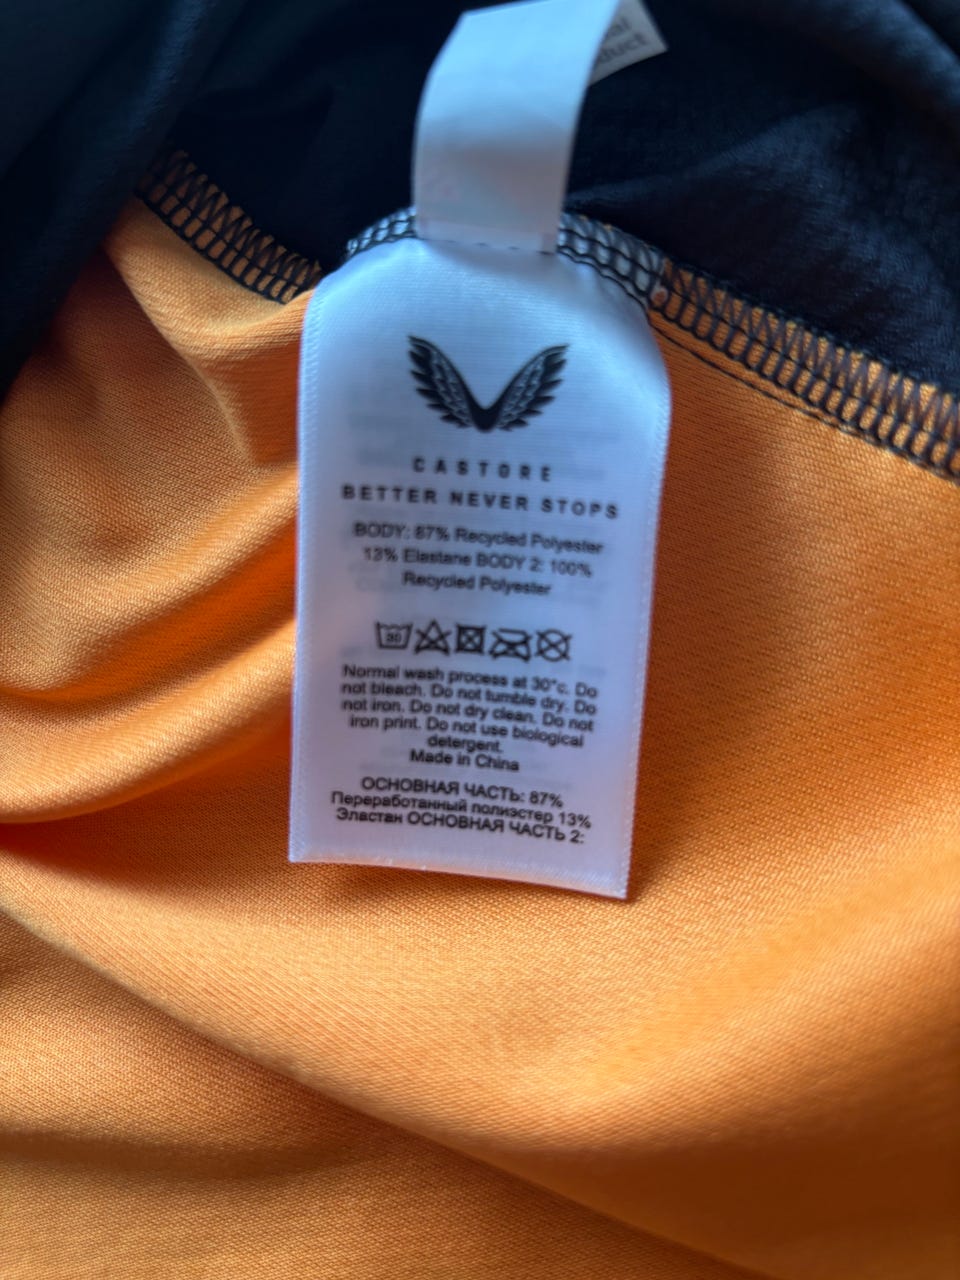 duct
CASTORE
BETTER NEVER STOPS
BODY: 87% Recycled Polyester
13% Elastane BODY 2: 100%
Recycled Polyester
30
Normal wash process at 30°c. Do
not bleach. Do not tumble dry. Do
not iron. Do not dry clean. Do not
iron print. Do not use biological
detergent.
Made in China
ОСНОВНАЯ ЧАСТЬ: 87%
Переработанный полиэстер 13%
Эластан ОСНОВНАЯ ЧАСТЬ 2: